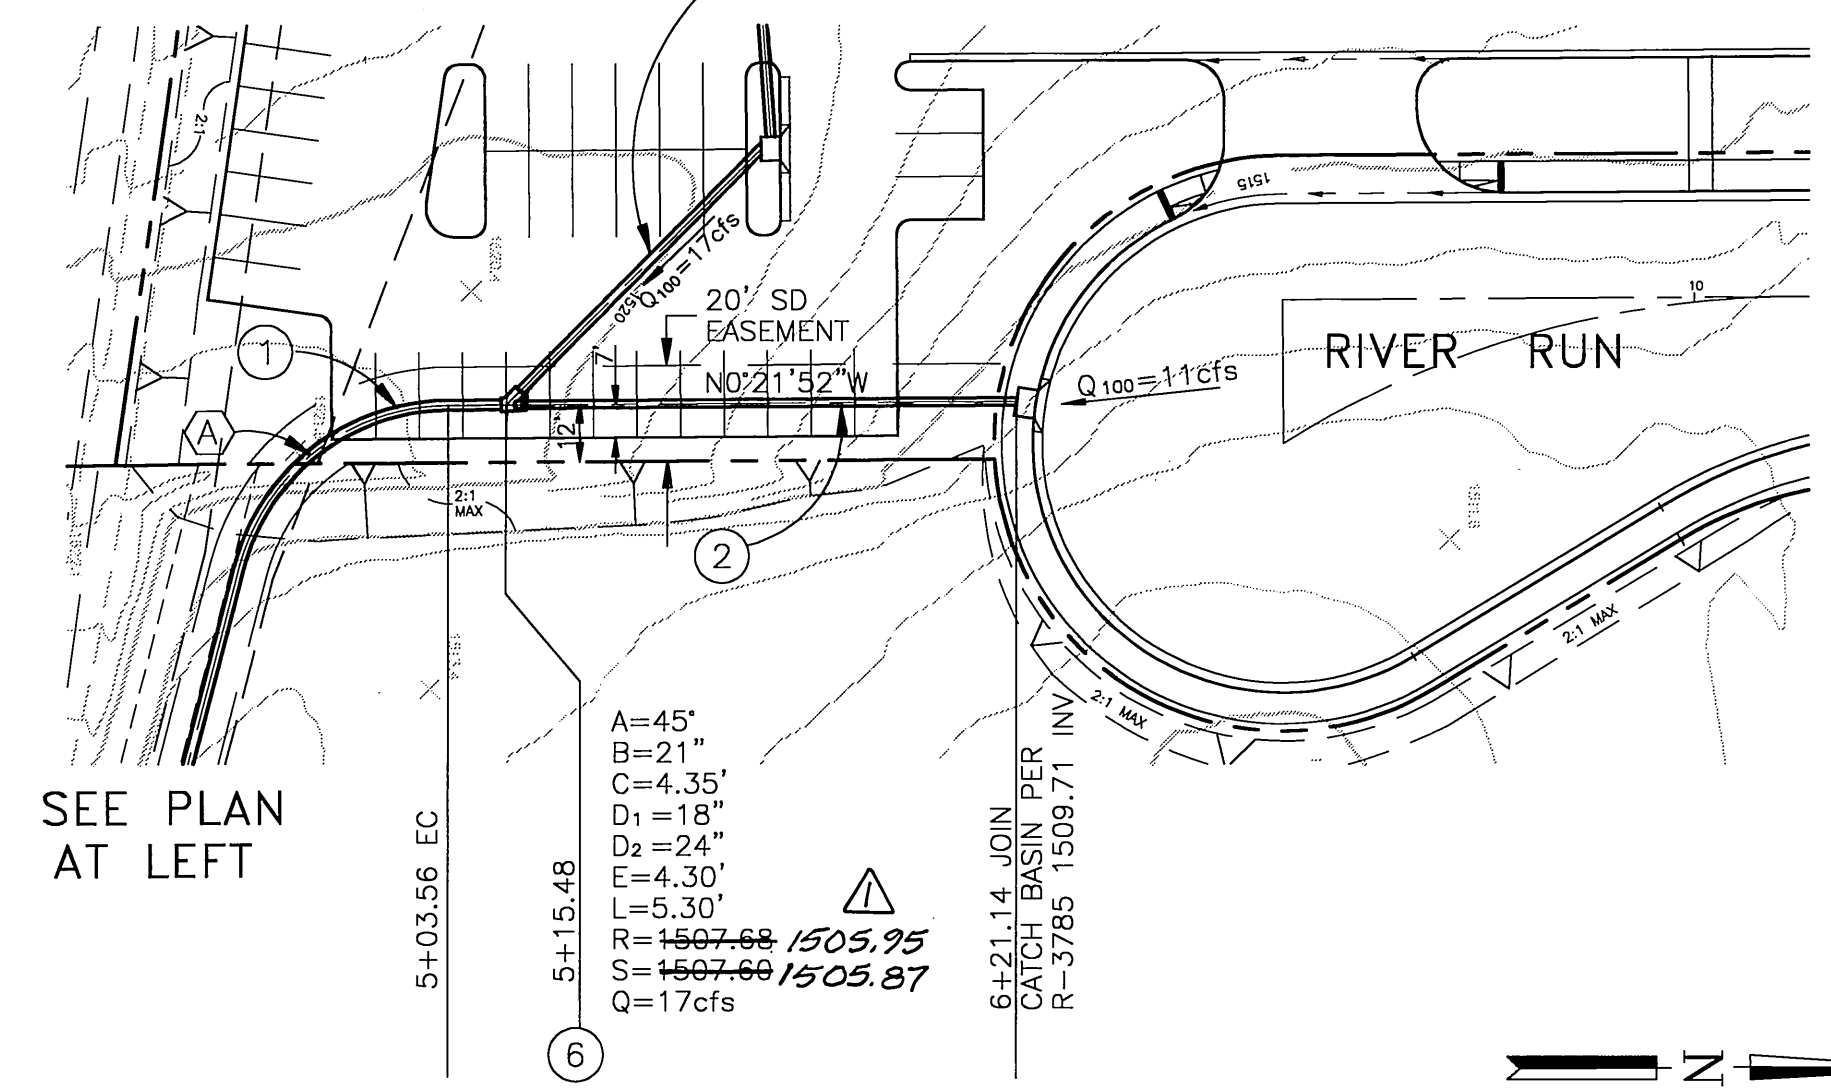 2:1
1515
Q100=17cfs
1520
20' SD
EASEMENT
7'
N0°21'52"W
12'
Q100=11cfs
10
RIVER RUN
1
A
2:1
MAX
2
2:1 MAX
2:1 MAX
SEE PLAN
AT LEFT
5+03.56 EC
5+15.48
6
A=45°
B=21"
C=4.35'
D1=18"
D2=24"
E=4.30'
L=5.30'
R=1507.68 1505.95
S=1507.60 1505.87
Q=17cfs
1
6+21.14 JOIN
CATCH BASIN PER
R-3785 1509.71 INV
N